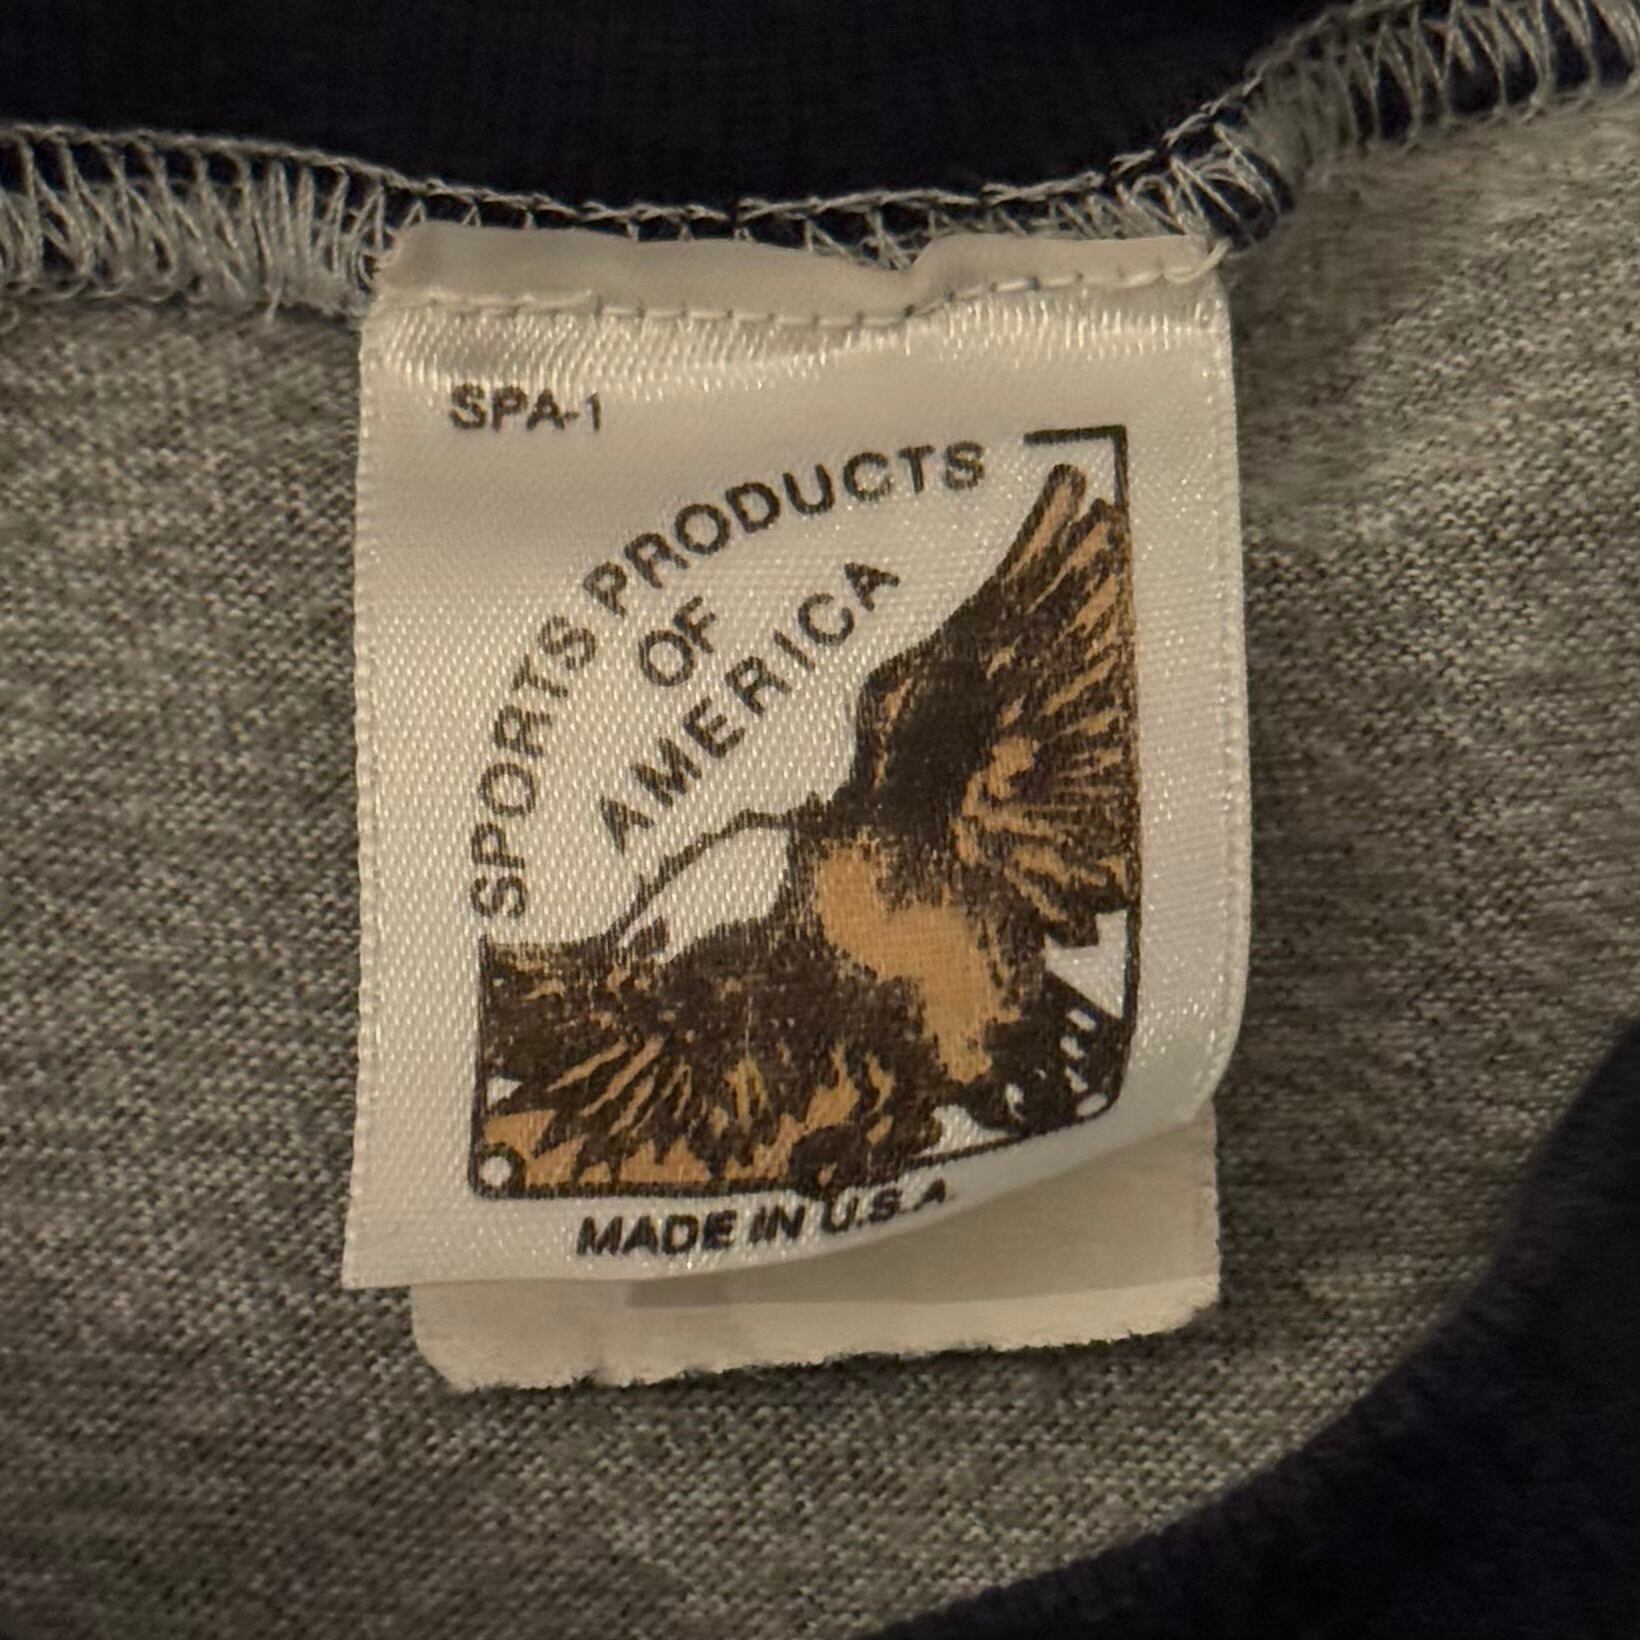 SPA-1
SPORTS PRODUCTS
OF
AMERICA
MADE IN U.S.A.